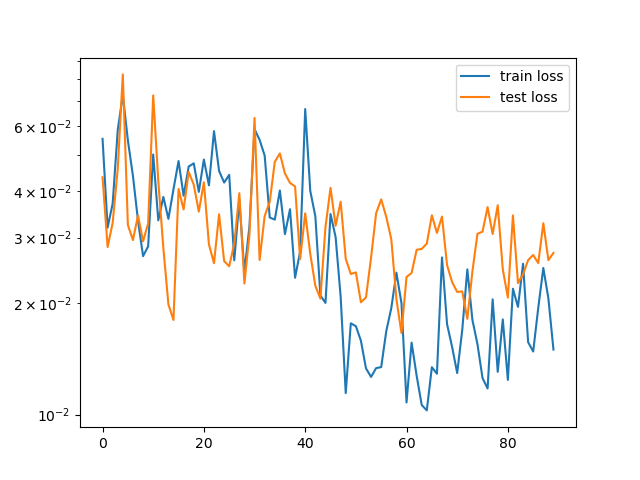 train loss
test loss
6 × 10⁻²
4 × 10⁻²
3 × 10⁻²
2 × 10⁻²
10⁻²
0 20 40 60 80